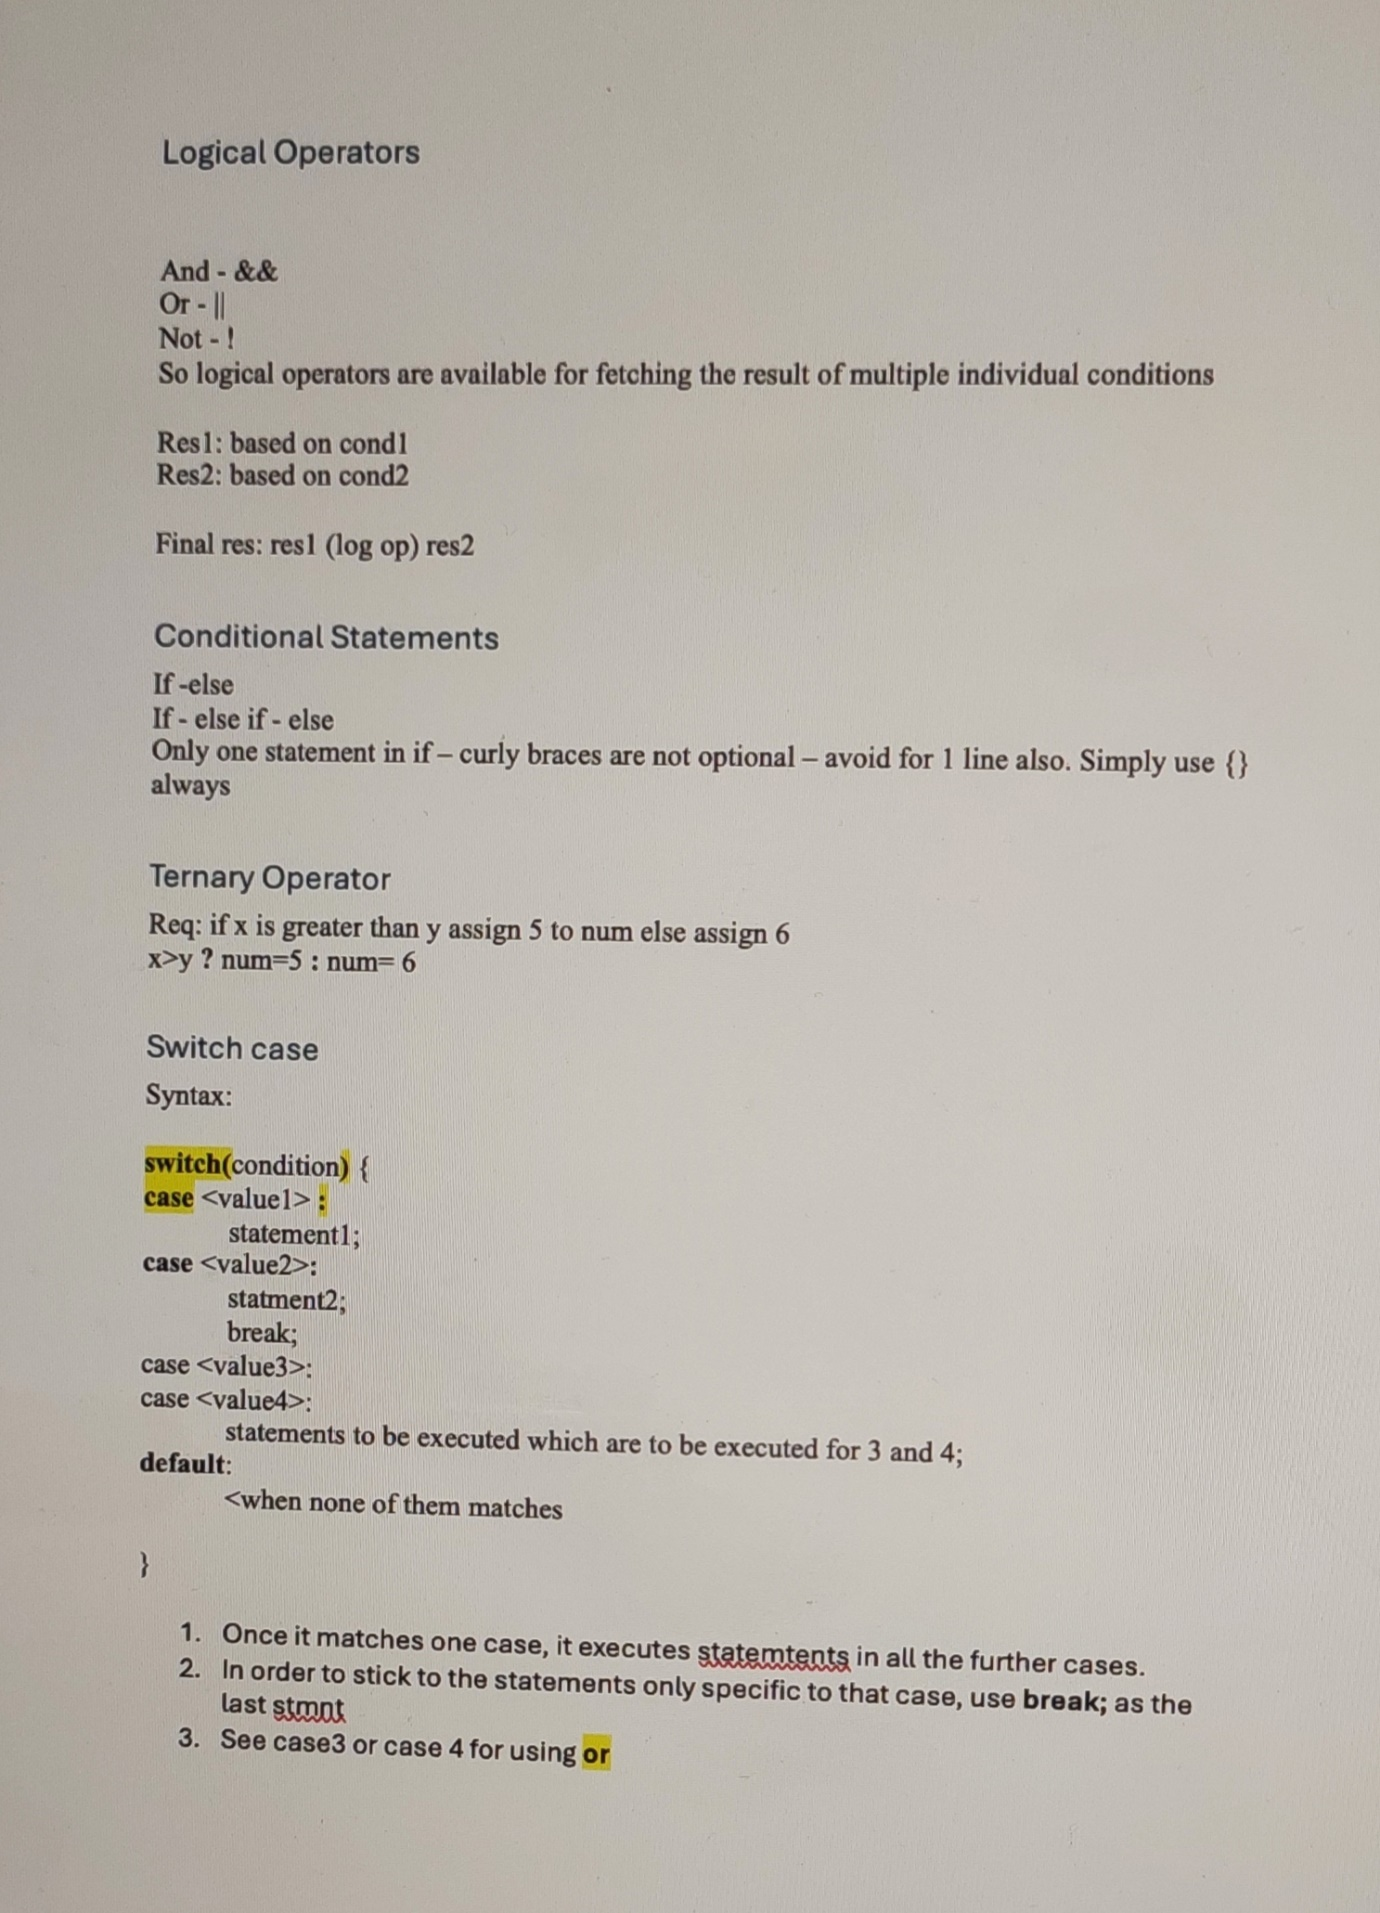 Logical Operators
And - &&
Or - ||
Not - !
So logical operators are available for fetching the result of multiple individual conditions
Res1: based on cond1
Res2: based on cond2
Final res: res1 (log op) res2
Conditional Statements
If -else
If - else if - else
Only one statement in if – curly braces are not optional – avoid for 1 line also. Simply use {}
always
Ternary Operator
Req: if x is greater than y assign 5 to num else assign 6
x>y ? num=5 : num= 6
Switch case
Syntax:
switch(condition) {
case <value1> :
statement1;
case <value2>:
statment2;
break;
case <value3>:
case <value4>:
statements to be executed which are to be executed for 3 and 4;
default:
<when none of them matches
}
1. Once it matches one case, it executes statemtents in all the further cases.
2. In order to stick to the statements only specific to that case, use break; as the
last stmnt
3. See case3 or case 4 for using or